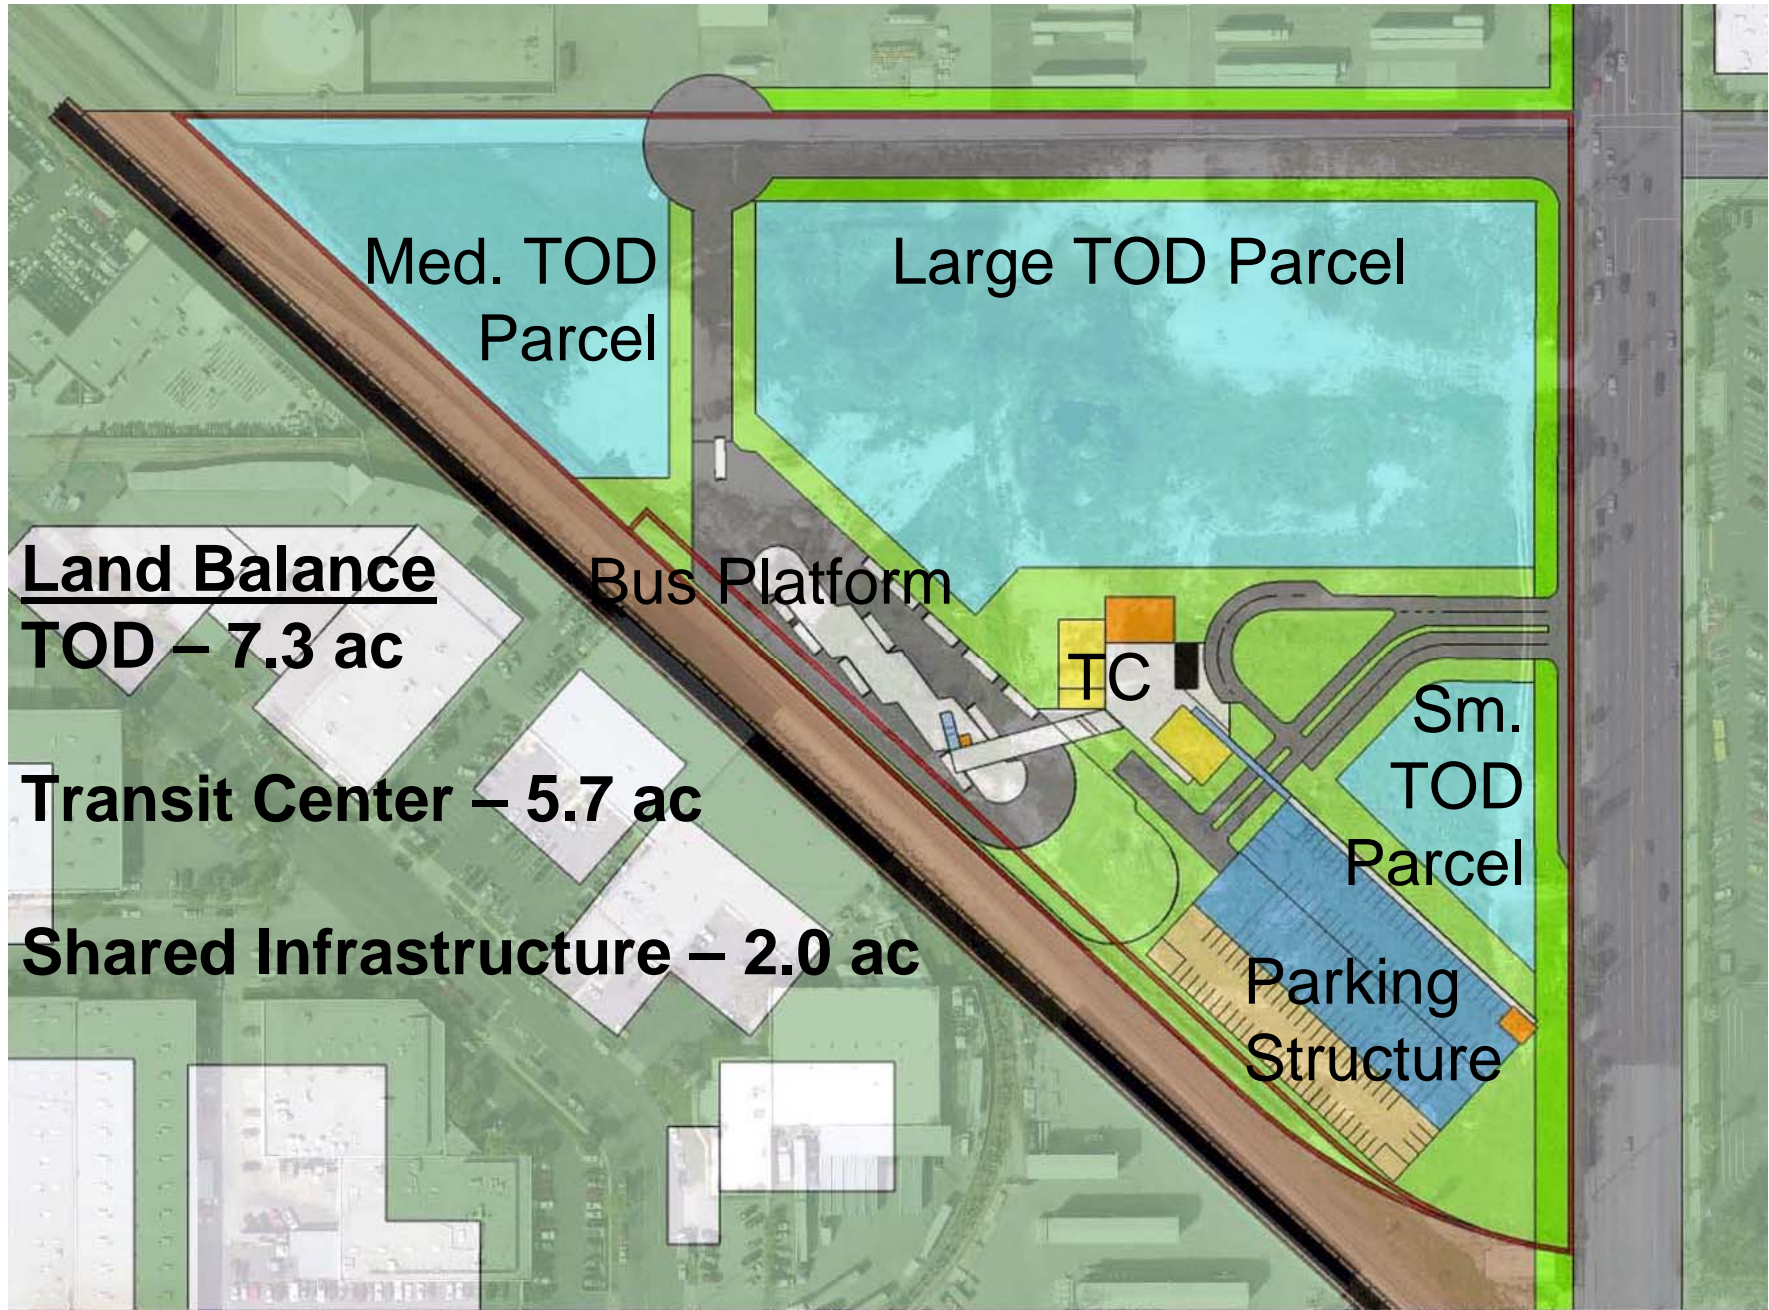 Med. TOD
Parcel
Large TOD Parcel
Land Balance
TOD – 7.3 ac
Transit Center – 5.7 ac
Shared Infrastructure – 2.0 ac
Bus Platform
TC
Sm.
TOD
Parcel
Parking
Structure